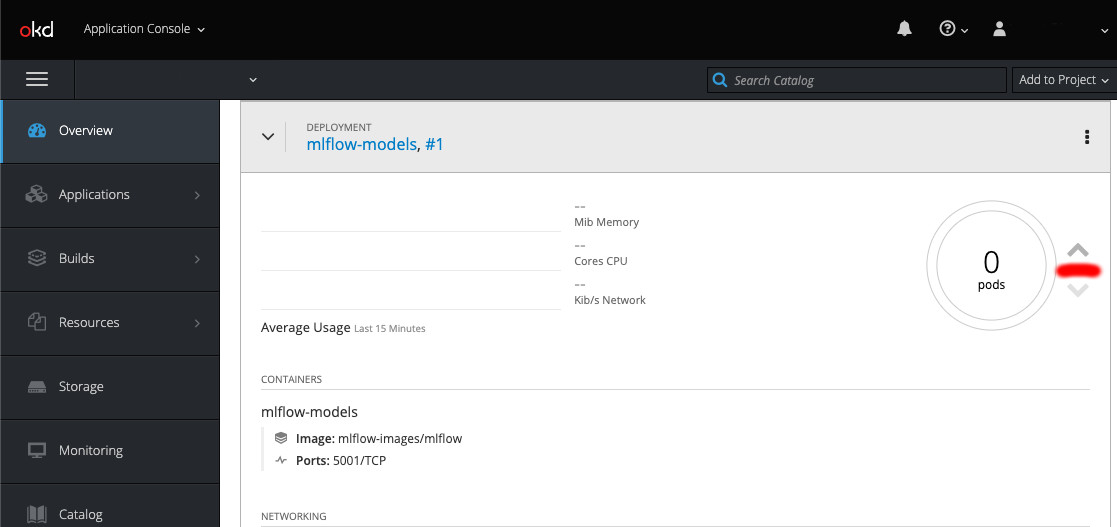 okd
Application Console
Search Catalog
Add to Project
Overview
Applications
Builds
Resources
Storage
Monitoring
Catalog
DEPLOYMENT
mlflow-models, #1
--
Mib Memory
--
Cores CPU
--
Kib/s Network
Average Usage Last 15 Minutes
0
pods
CONTAINERS
mlflow-models
Image: mlflow-images/mlflow
Ports: 5001/TCP
NETWORKING